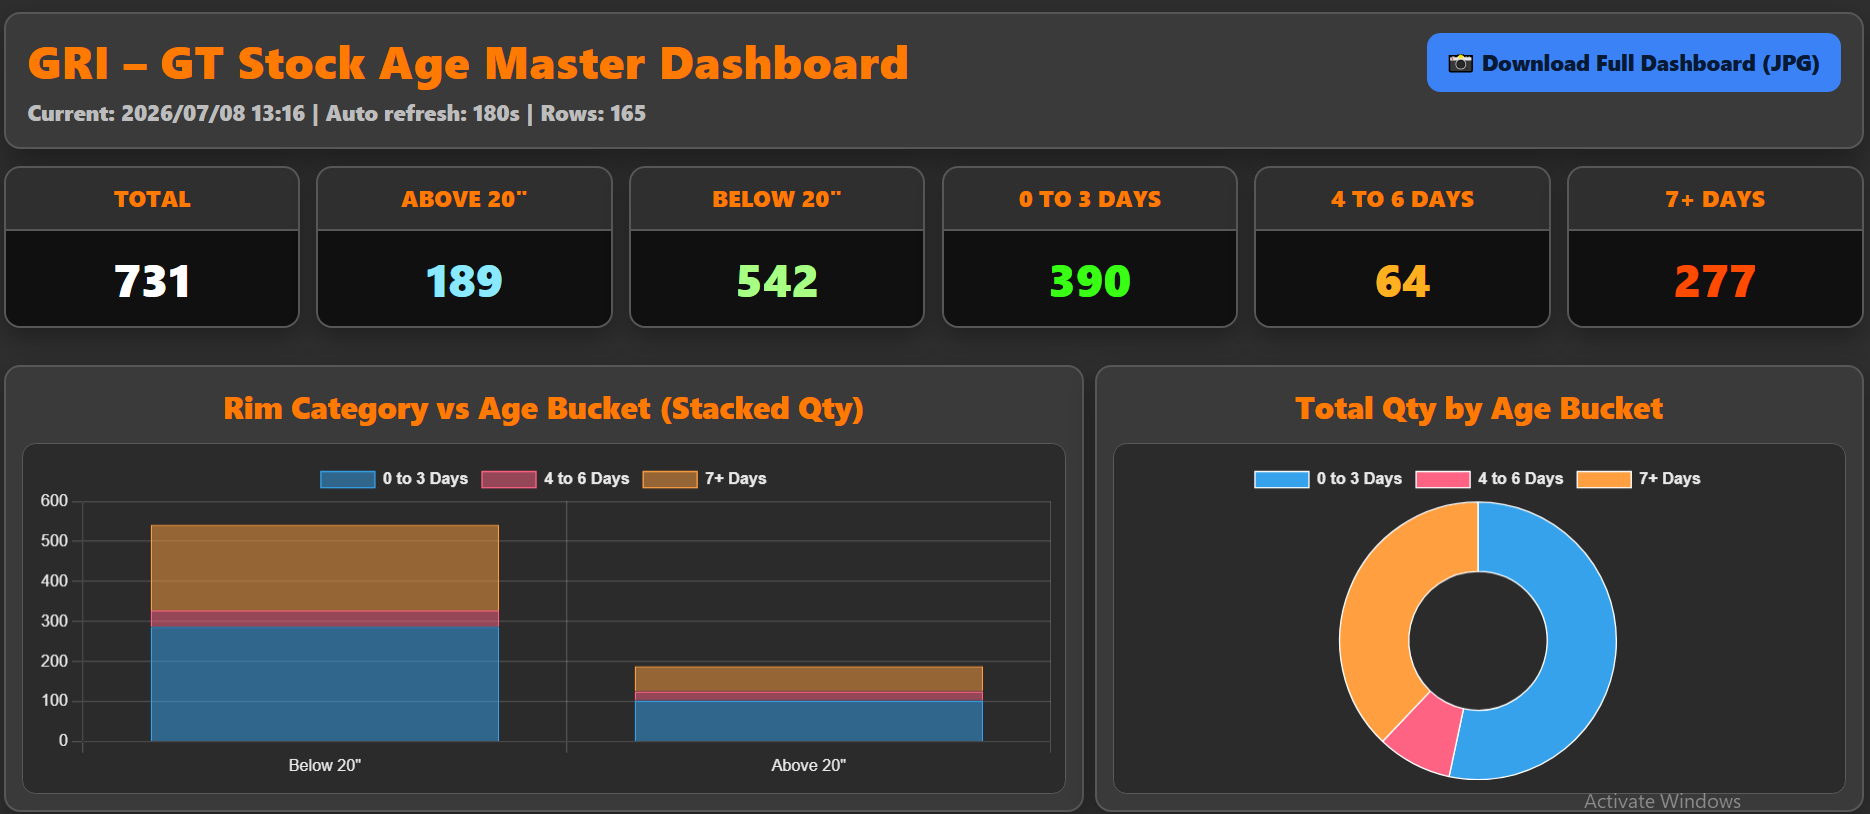 GRI – GT Stock Age Master Dashboard
Download Full Dashboard (JPG)
Current: 2026/07/08 13:16 | Auto refresh: 180s | Rows: 165
TOTAL
731
ABOVE 20"
189
BELOW 20"
542
0 TO 3 DAYS
390
4 TO 6 DAYS
64
7+ DAYS
277
Rim Category vs Age Bucket (Stacked Qty)
0 to 3 Days 4 to 6 Days 7+ Days
600
500
400
300
200
100
0
Below 20" Above 20"
Total Qty by Age Bucket
0 to 3 Days 4 to 6 Days 7+ Days
Activate Windows